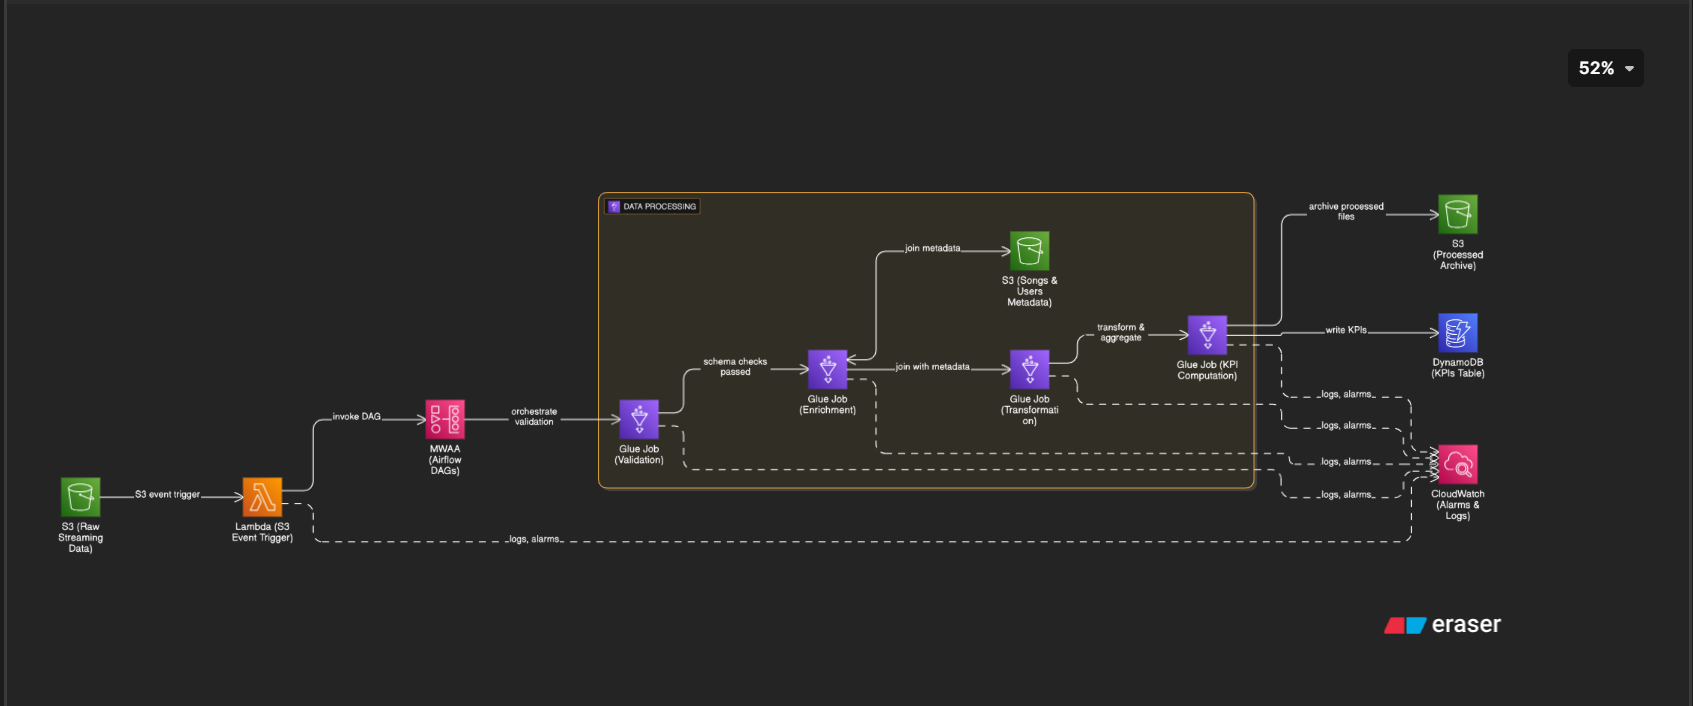 52%
DATA PROCESSING
archive processed
files
S3
(Processed
Archive)
join metadata
S3 (Songs &
Users
Metadata)
transform &
aggregate
write KPIs
Glue Job (KPI
Computation)
DynamoDB
(KPIs Table)
schema checks
passed
join with metadata
Glue Job
(Enrichment)
Glue Job
(Transformati
on)
logs, alarms
logs, alarms
logs, alarms
logs, alarms
invoke DAG
orchestrate
validation
MWAA
(Airflow
DAGs)
Glue Job
(Validation)
CloudWatch
(Alarms &
Logs)
S3 event trigger
S3 (Raw
Streaming
Data)
Lambda (S3
Event Trigger)
logs, alarms
eraser